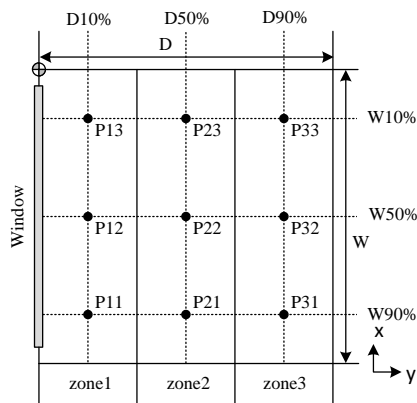 D10% D50% D90%
D
P13 P23 P33 W10%
Window
P12 P22 P32 W50%
W
P11 P21 P31 W90%
x
y
zone1 zone2 zone3